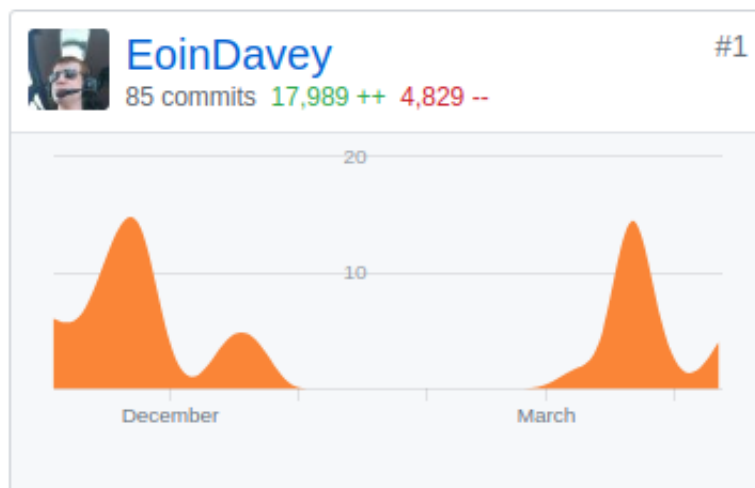 EoinDavey
#1
85 commits 17,989 ++ 4,829 --
20
10
December
March